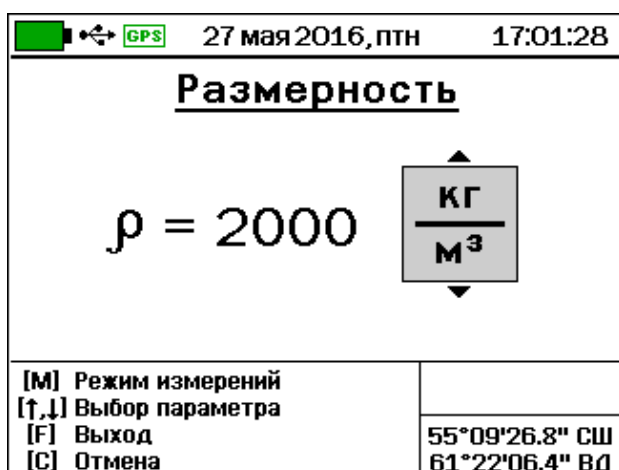 GPS 27 мая 2016, птн 17:01:28
Размерность
ρ = 2000 кг/м³
[M] Режим измерений
[↑,↓] Выбор параметра
[F] Выход
[C] Отмена
55°09'26.8" СШ
61°22'06.4" ВД